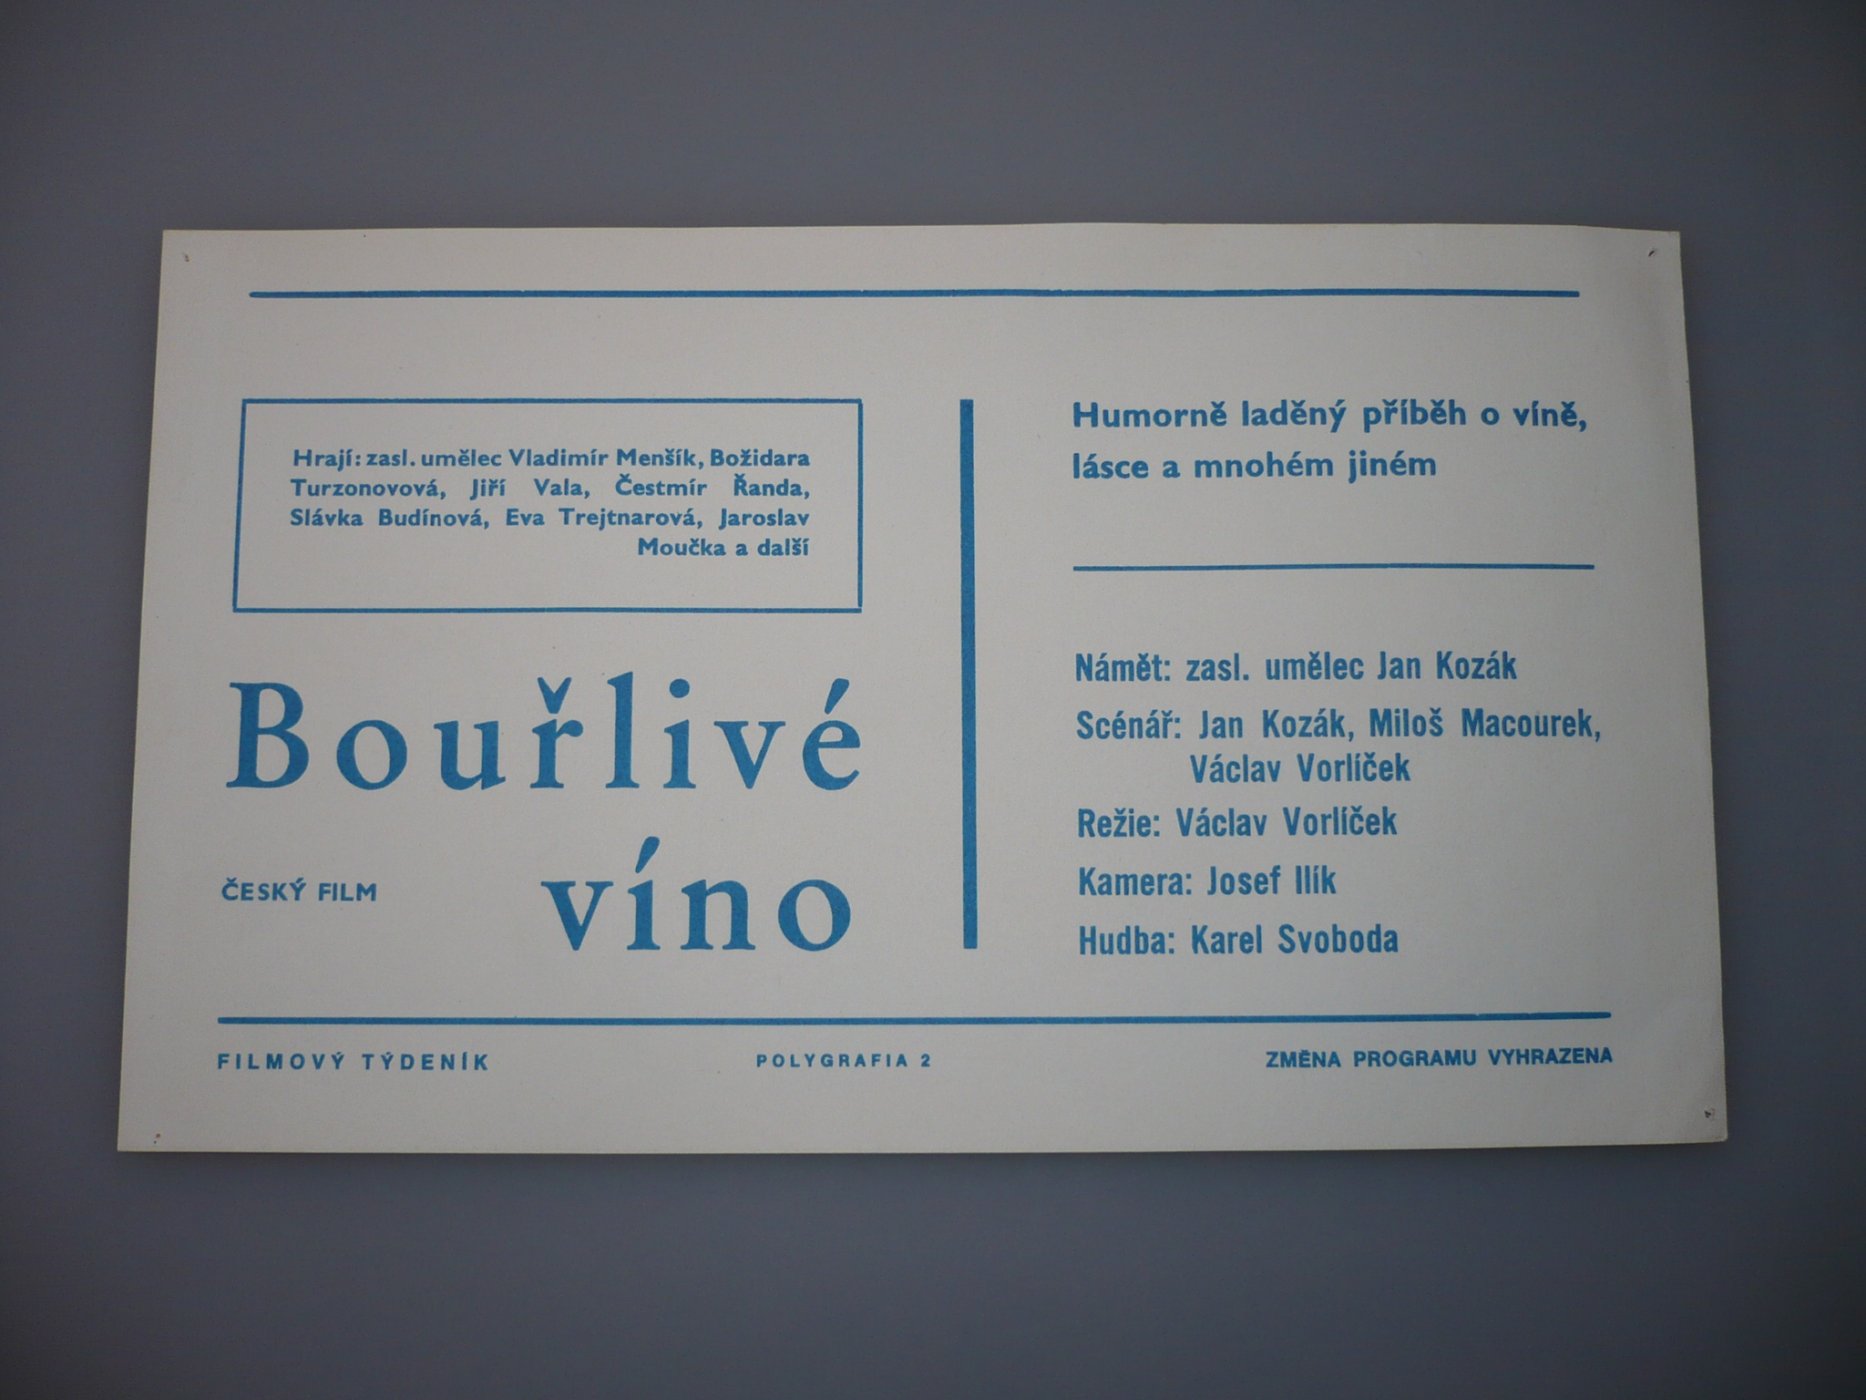 Hrají: zasl. umělec Vladimír Menšík, Božidara
Turzonovová, Jiří Vala, Čestmír Řanda,
Slávka Budínová, Eva Trejtnarová, Jaroslav
Moučka a další
Bouřlivé
víno
ČESKÝ FILM
Humorně laděný příběh o víně,
lásce a mnohém jiném
Námět: zasl. umělec Jan Kozák
Scénář: Jan Kozák, Miloš Macourek,
Václav Vorlíček
Režie: Václav Vorlíček
Kamera: Josef Illík
Hudba: Karel Svoboda
FILMOVÝ TÝDENÍK
POLYGRAFIA 2
ZMĚNA PROGRAMU VYHRAZENA